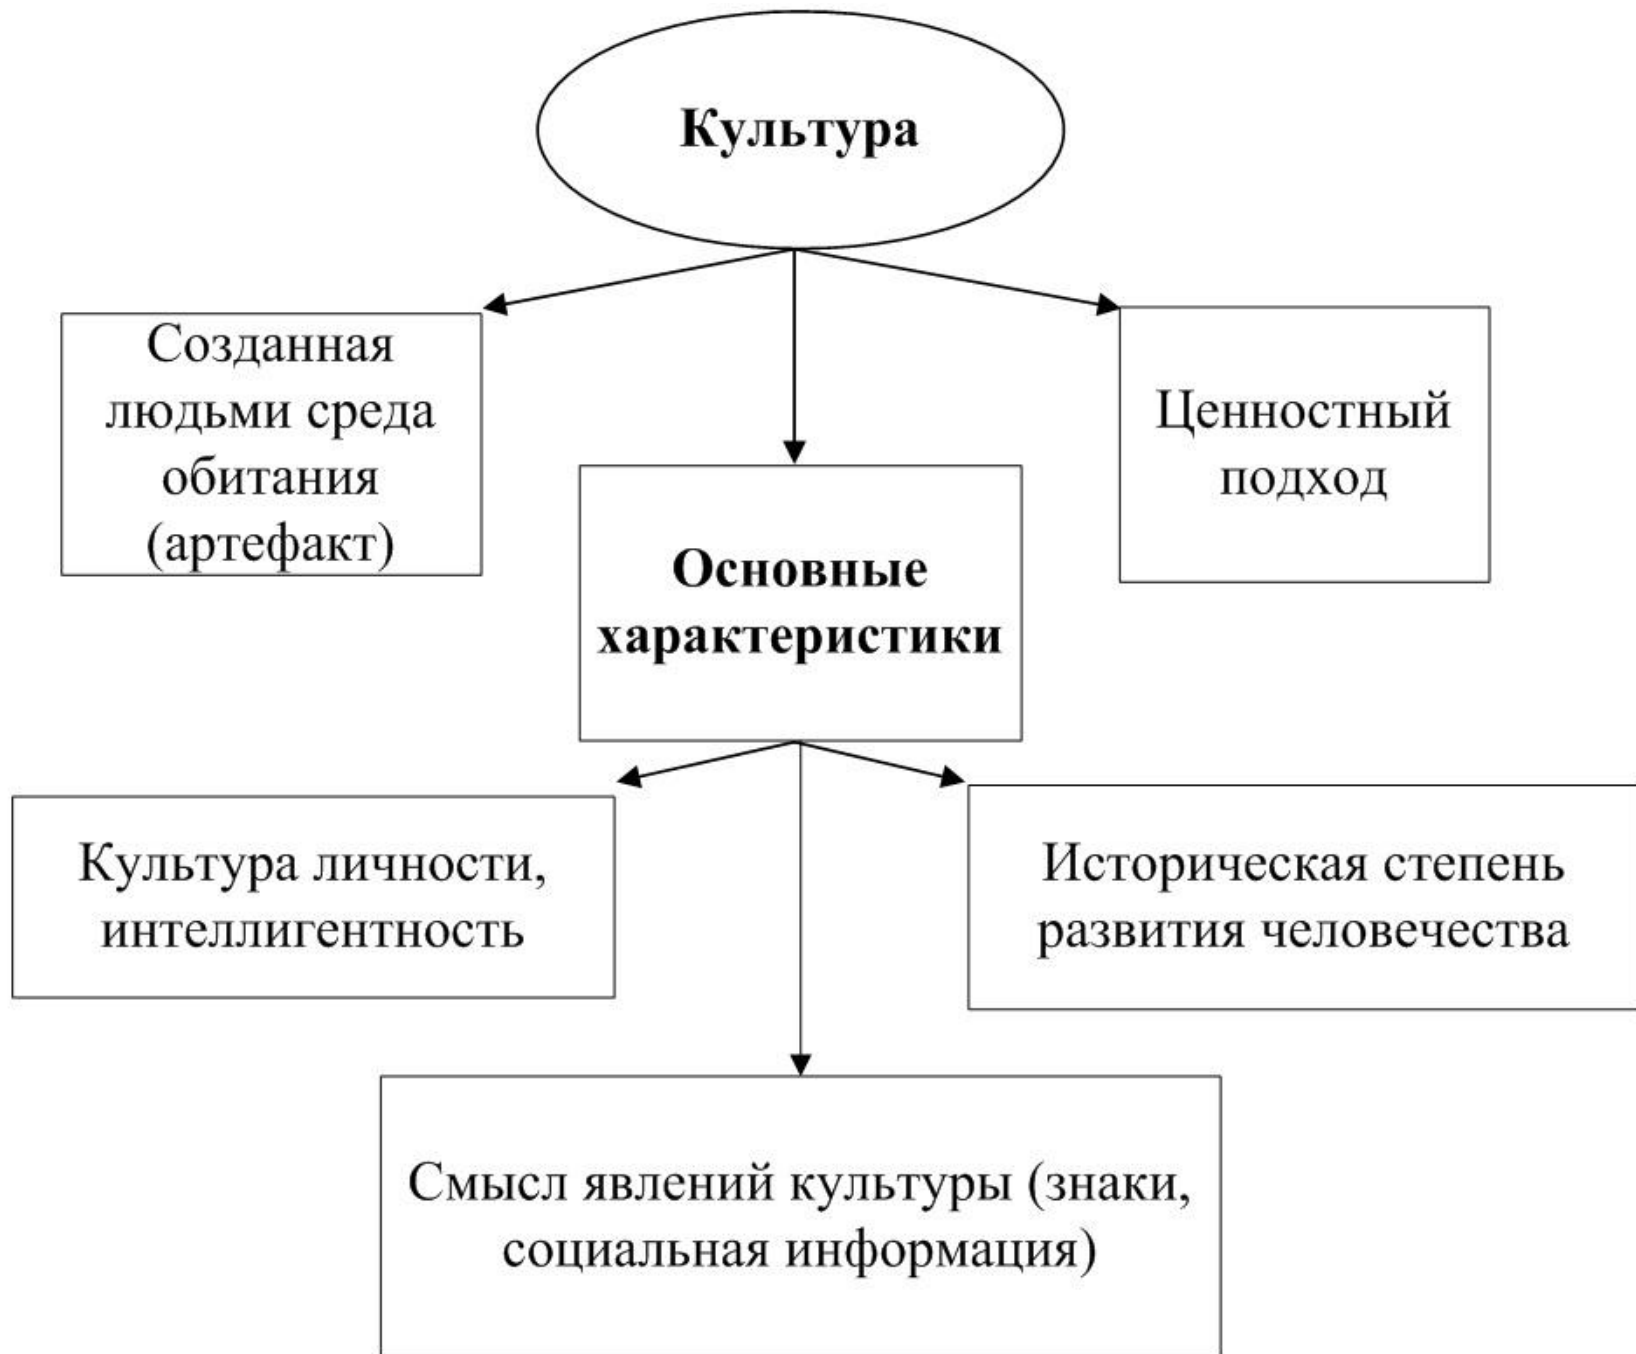 Культура
Созданная
людьми среда
обитания
(артефакт)
Ценностный
подход
Основные
характеристики
Культура личности,
интеллигентность
Историческая степень
развития человечества
Смысл явлений культуры (знаки,
социальная информация)